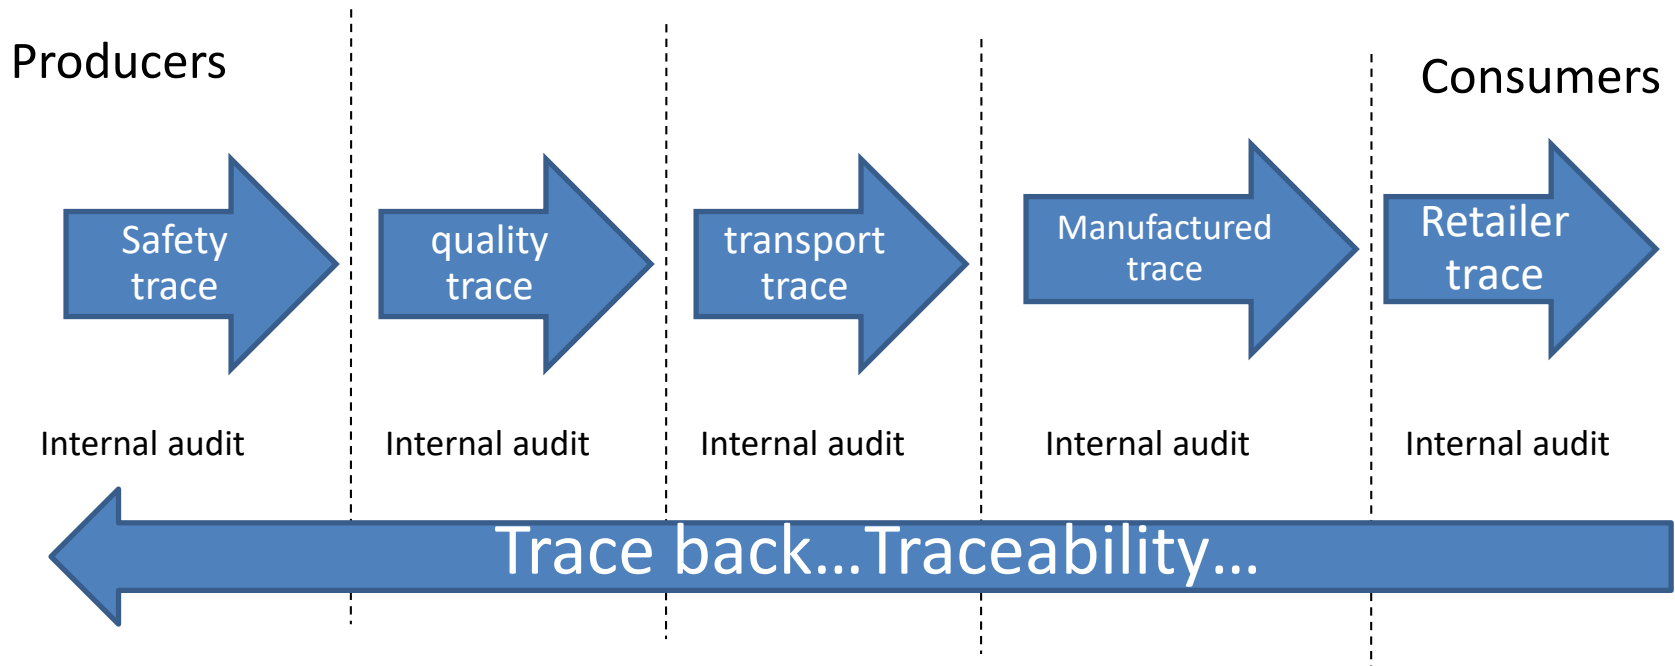 Producers
Consumers
Safety
trace
quality
trace
transport
trace
Manufactured
trace
Retailer
trace
Internal audit
Internal audit
Internal audit
Internal audit
Internal audit
Trace back...Traceability...